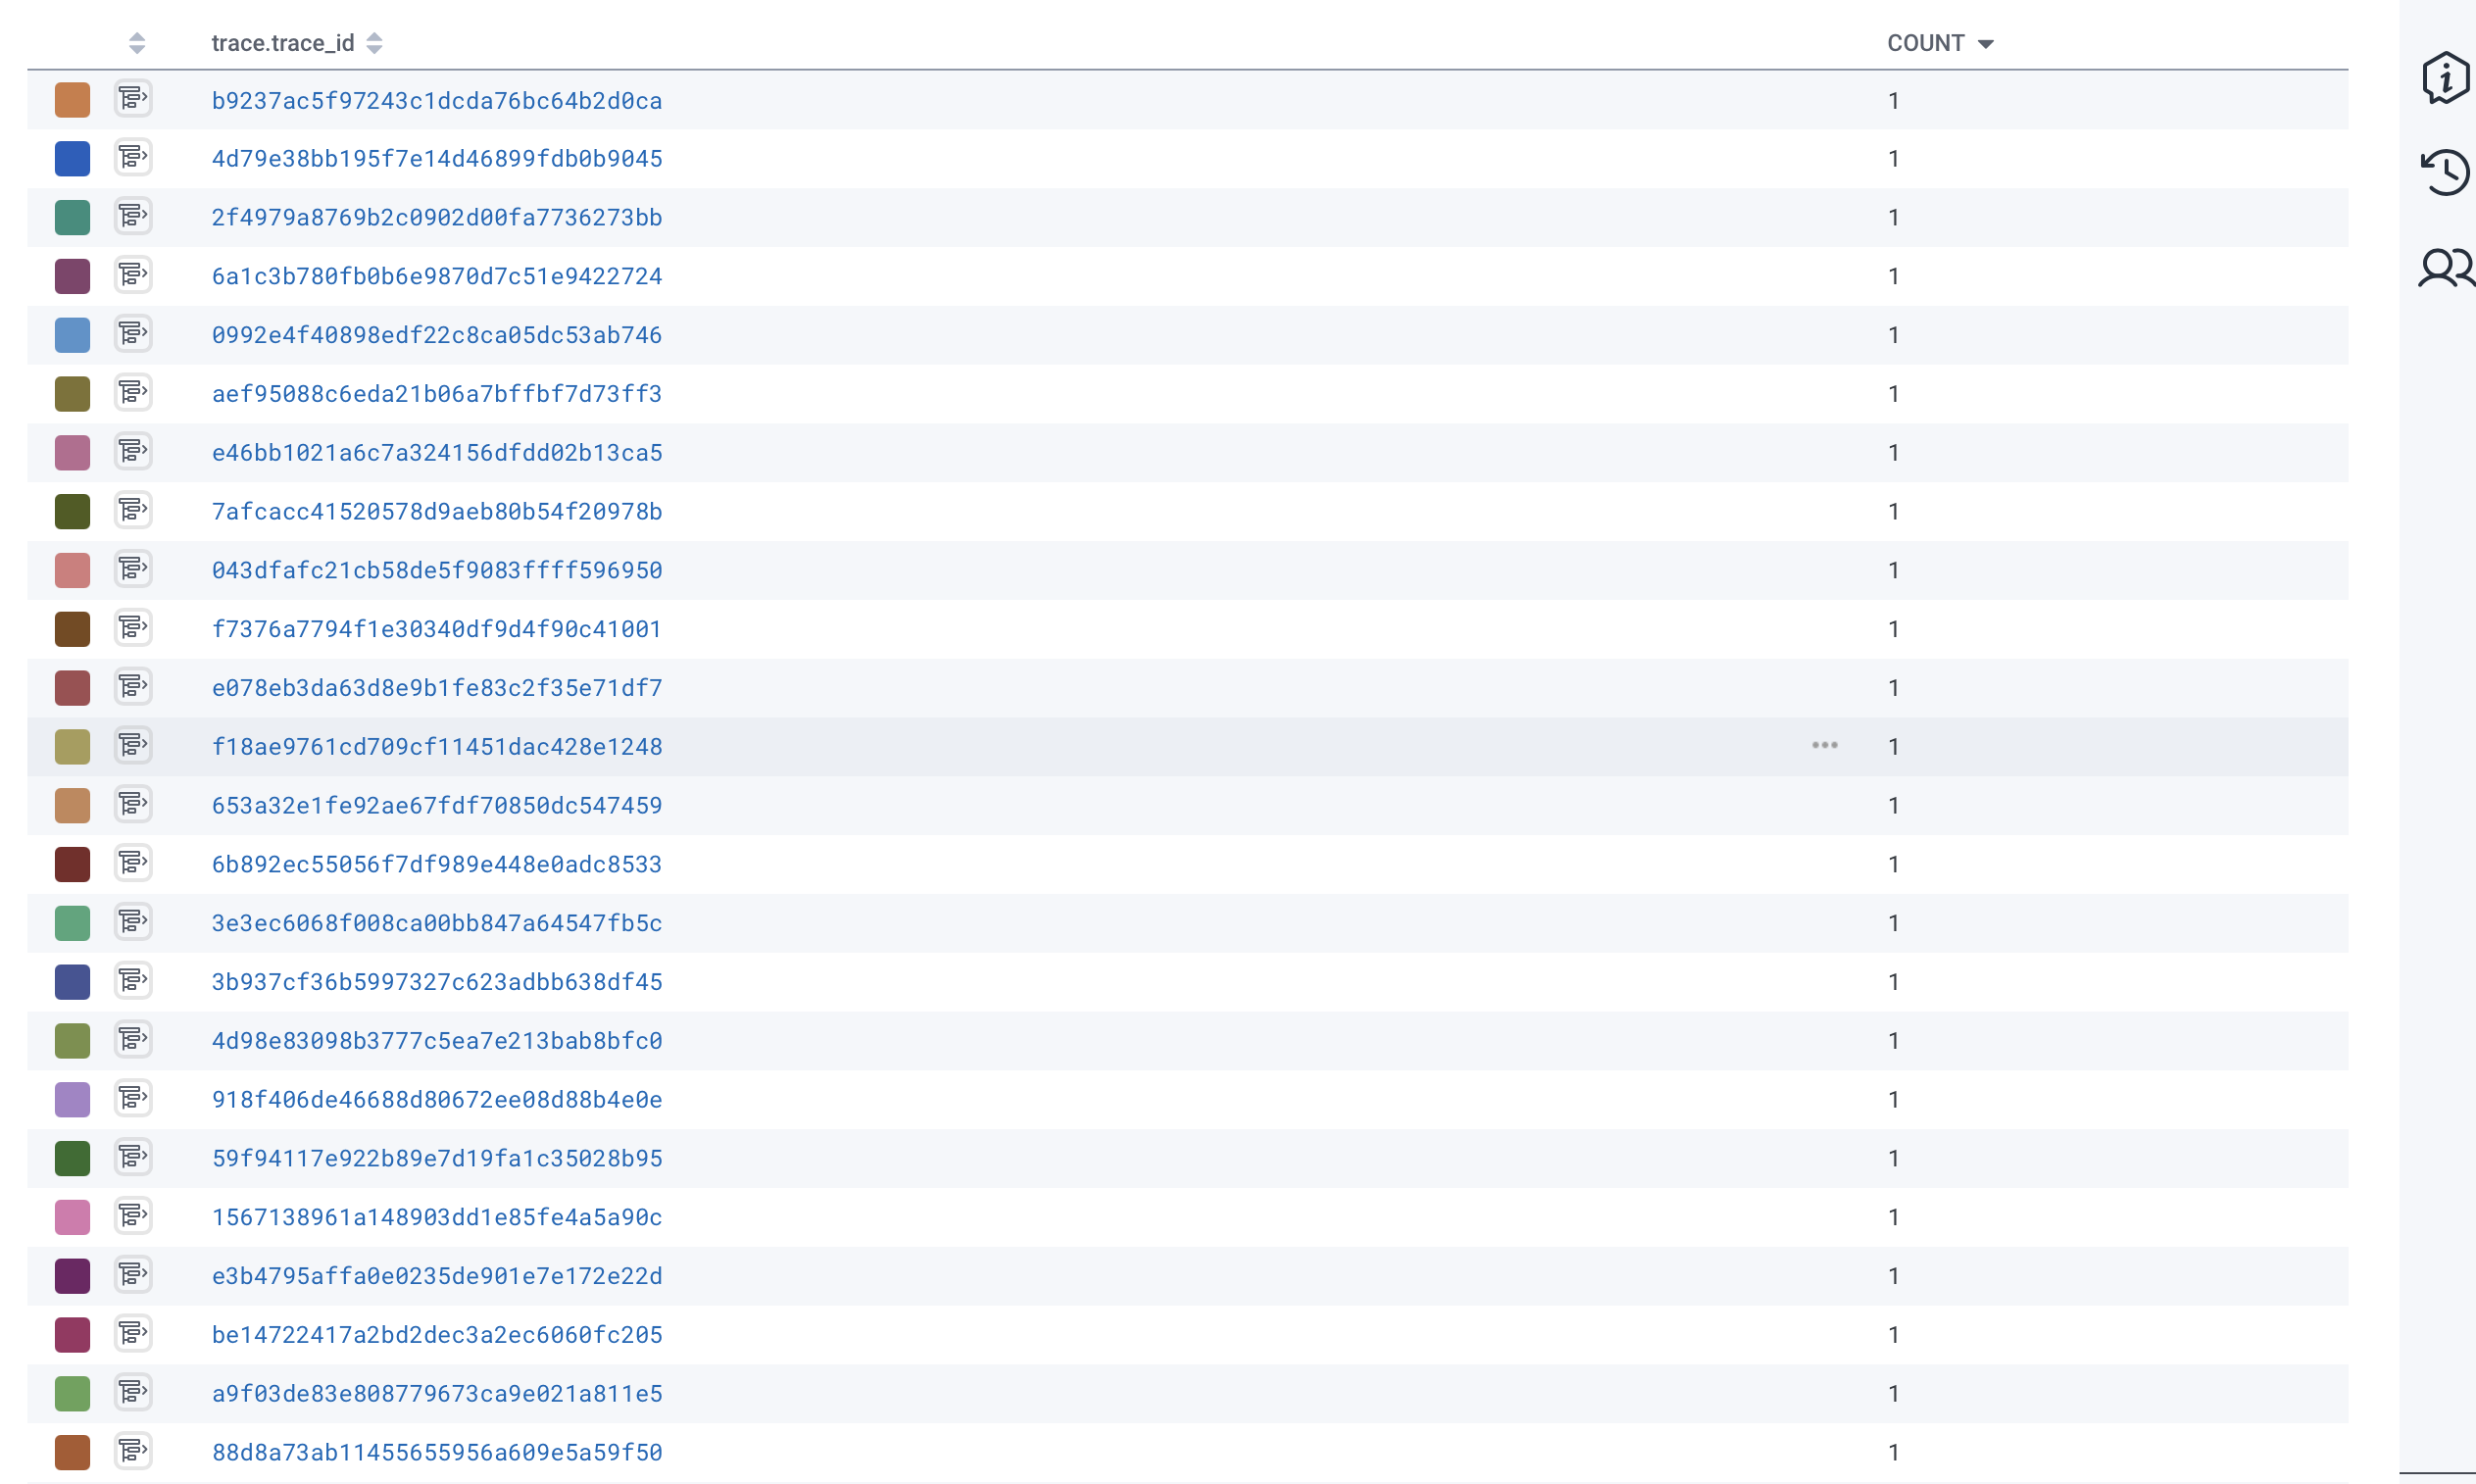 trace.trace_id COUNT
b9237ac5f97243c1dcda76bc64b2d0ca 1
4d79e38bb195f7e14d46899fdb0b9045 1
2f4979a8769b2c0902d00fa7736273bb 1
6a1c3b780fb0b6e9870d7c51e9422724 1
0992e4f40898edf22c8ca05dc53ab746 1
aef95088c6eda21b06a7bffbf7d73ff3 1
e46bb1021a6c7a324156dfdd02b13ca5 1
7afcacc41520578d9aeb80b54f20978b 1
043dfafc21cb58de5f9083ffff596950 1
f7376a7794f1e30340df9d4f90c41001 1
e078eb3da63d8e9b1fe83c2f35e71df7 1
f18ae9761cd709cf11451dac428e1248 1
653a32e1fe92ae67fdf70850dc547459 1
6b892ec55056f7df989e448e0adc8533 1
3e3ec6068f008ca00bb847a64547fb5c 1
3b937cf36b5997327c623adbb638df45 1
4d98e83098b3777c5ea7e213bab8bfc0 1
918f406de46688d80672ee08d88b4e0e 1
59f94117e922b89e7d19fa1c35028b95 1
1567138961a148903dd1e85fe4a5a90c 1
e3b4795affa0e0235de901e7e172e22d 1
be14722417a2bd2dec3a2ec6060fc205 1
a9f03de83e808779673ca9e021a811e5 1
88d8a73ab11455655956a609e5a59f50 1